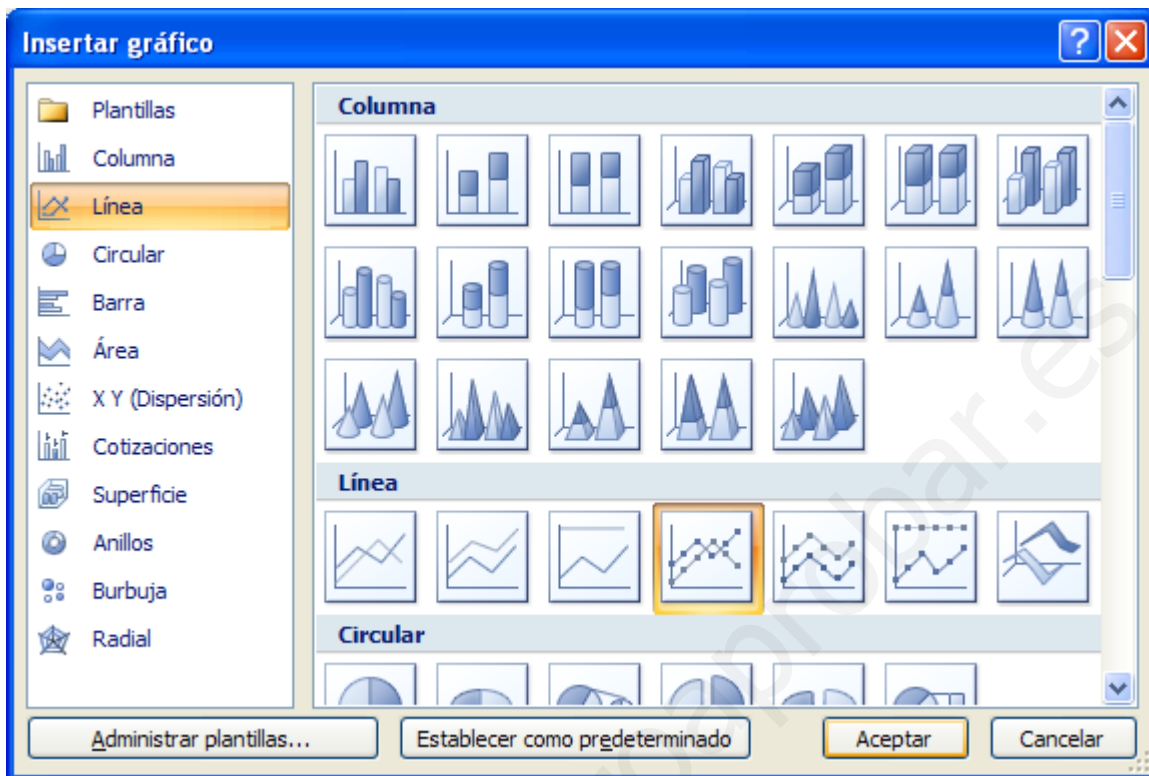 Insertar gráfico
Plantillas
Columna
Línea
Circular
Barra
Área
X Y (Dispersión)
Cotizaciones
Superficie
Anillos
Burbuja
Radial
Columna
Línea
Circular
Administrar plantillas...
Establecer como predeterminado
Aceptar
Cancelar